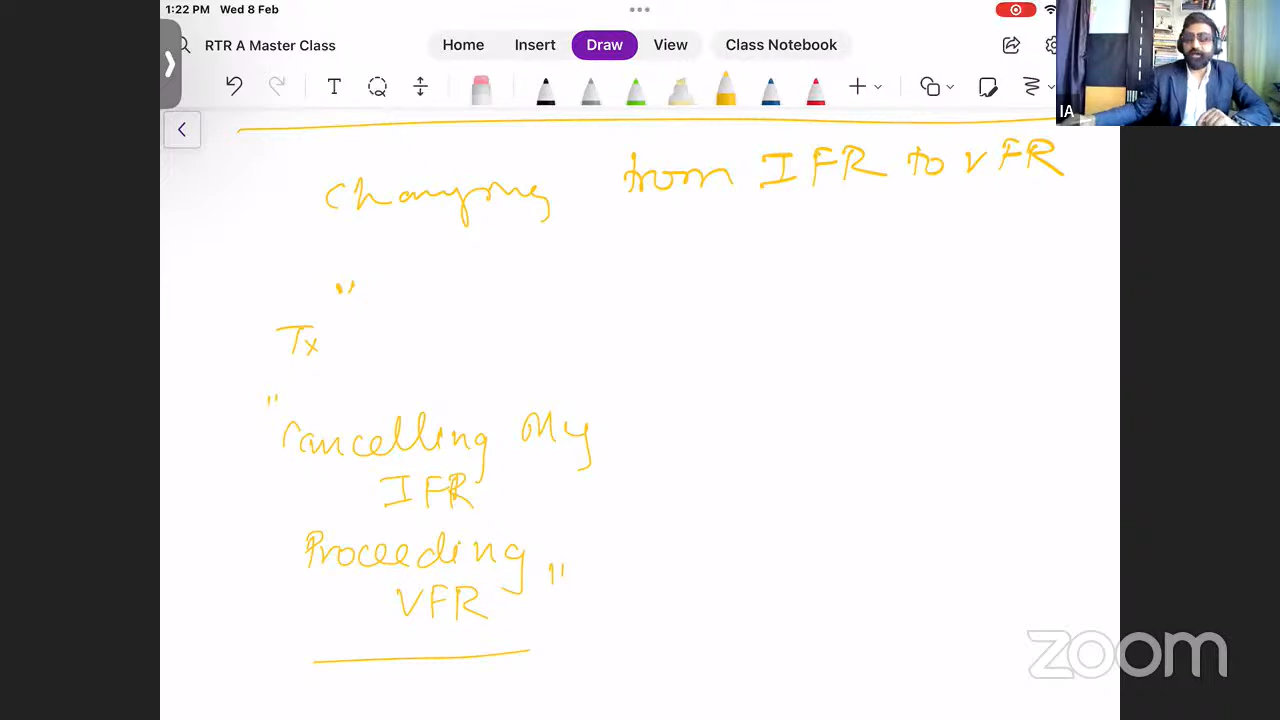 1:22 PM Wed 8 Feb
RTR A Master Class
Home Insert Draw View Class Notebook
T
IA
Changing from IFR to VFR
"
Tx
"Cancelling My
IFR
Proceeding
VFR "
zoom